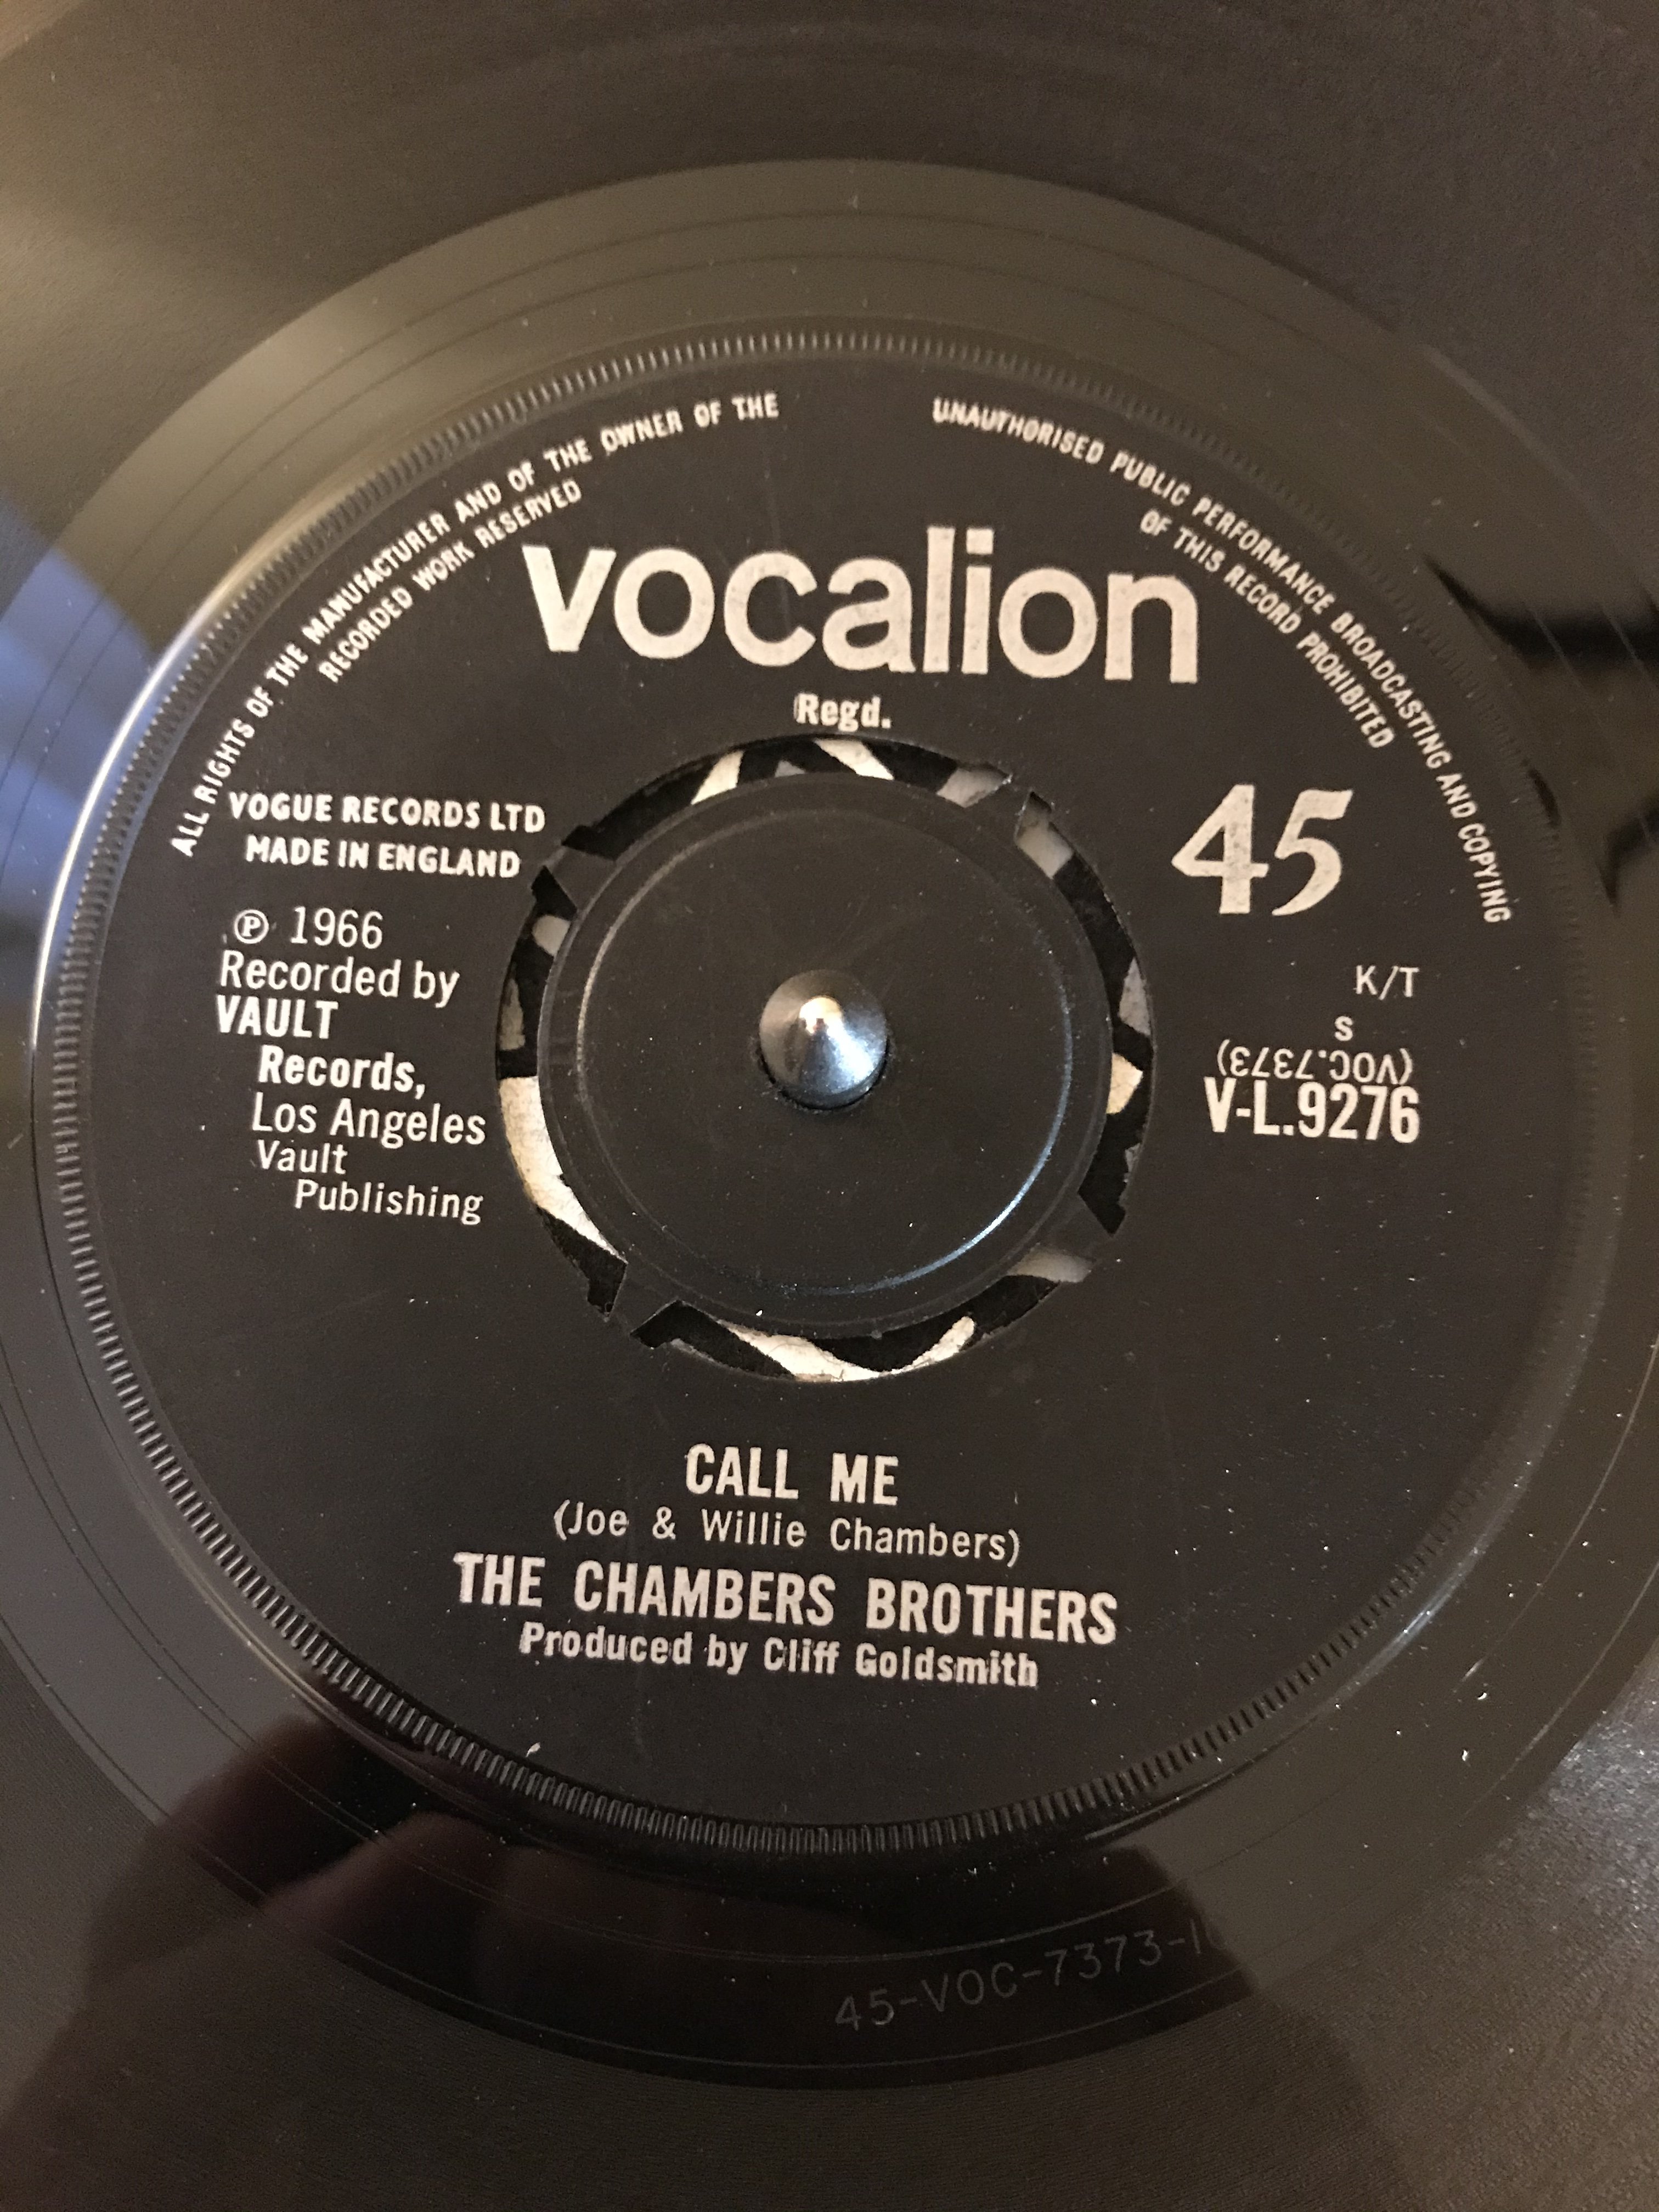 ALL RIGHTS OF THE MANUFACTURER AND OF THE OWNER OF THE
RECORDED WORK RESERVED
UNAUTHORISED PUBLIC PERFORMANCE BROADCASTING AND COPYING
OF THIS RECORD PROHIBITED
vocalion
Regd.
VOGUE RECORDS LTD
MADE IN ENGLAND
℗ 1966
Recorded by
VAULT
Records,
Los Angeles
Vault
Publishing
45
K/T
S
(VOC.7373)
V-L.9276
CALL ME
(Joe & Willie Chambers)
THE CHAMBERS BROTHERS
Produced by Cliff Goldsmith
45-VOC-7373-1